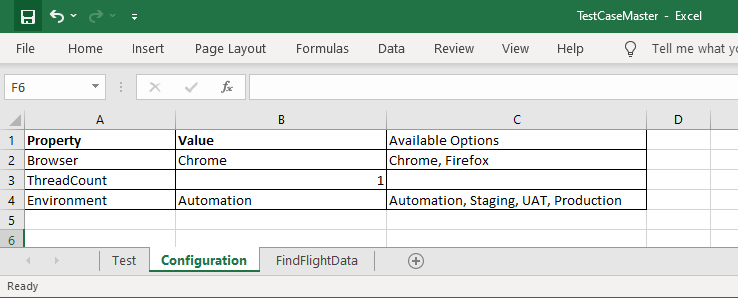 TestCaseMaster - Excel
File Home Insert Page Layout Formulas Data Review View Help Tell me what
F6 fx
A B C D
1 Property Value Available Options
2 Browser Chrome Chrome, Firefox
3 ThreadCount 1
4 Environment Automation Automation, Staging, UAT, Production
5
6
Test Configuration FindFlightData
Ready